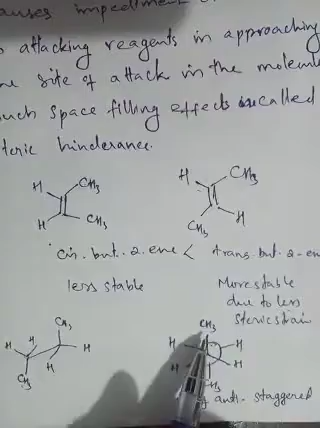 causes impediment
attacking reagents in approaching
site of attack in the molecule
such space filling effects is called
steric hinderance.
H CH3 H CH3
H CH3 CH3 H
Cis. but. 2. ene < trans. but. 2-ene
less stable More stable
due to less
steric strain
CH3 CH3
H H H H H
H H
CH3 CH3
anti- staggered